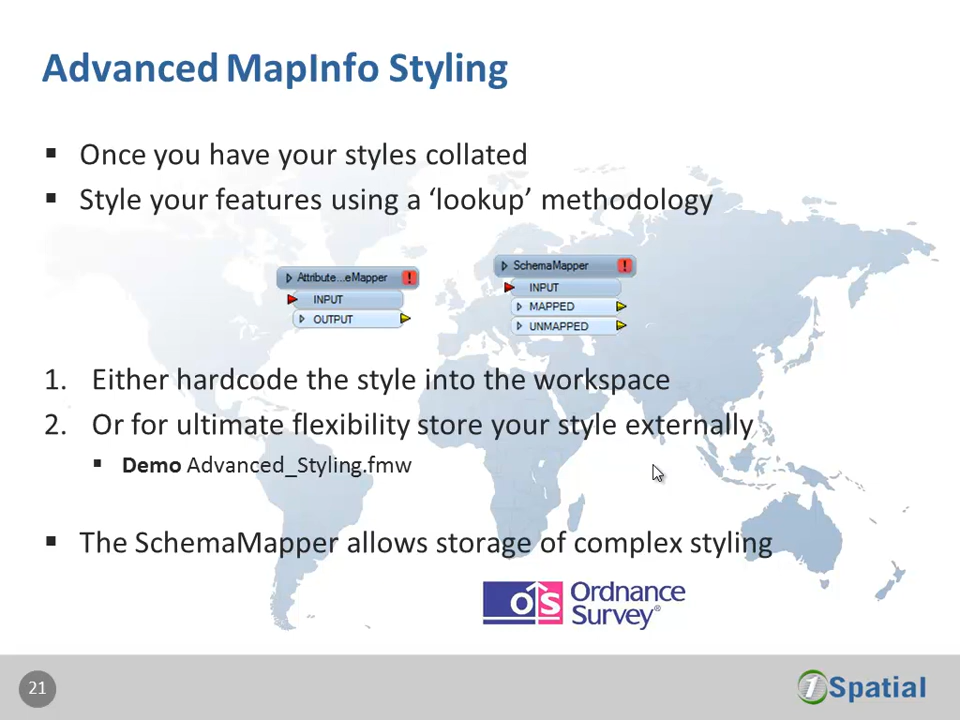 Advanced MapInfo Styling
Once you have your styles collated
Style your features using a ‘lookup’ methodology
Attribute...eMapper
INPUT
OUTPUT
SchemaMapper
INPUT
MAPPED
UNMAPPED
1. Either hardcode the style into the workspace
2. Or for ultimate flexibility store your style externally
Demo Advanced_Styling.fmw
The SchemaMapper allows storage of complex styling
OS Ordnance
Survey®
21
1Spatial